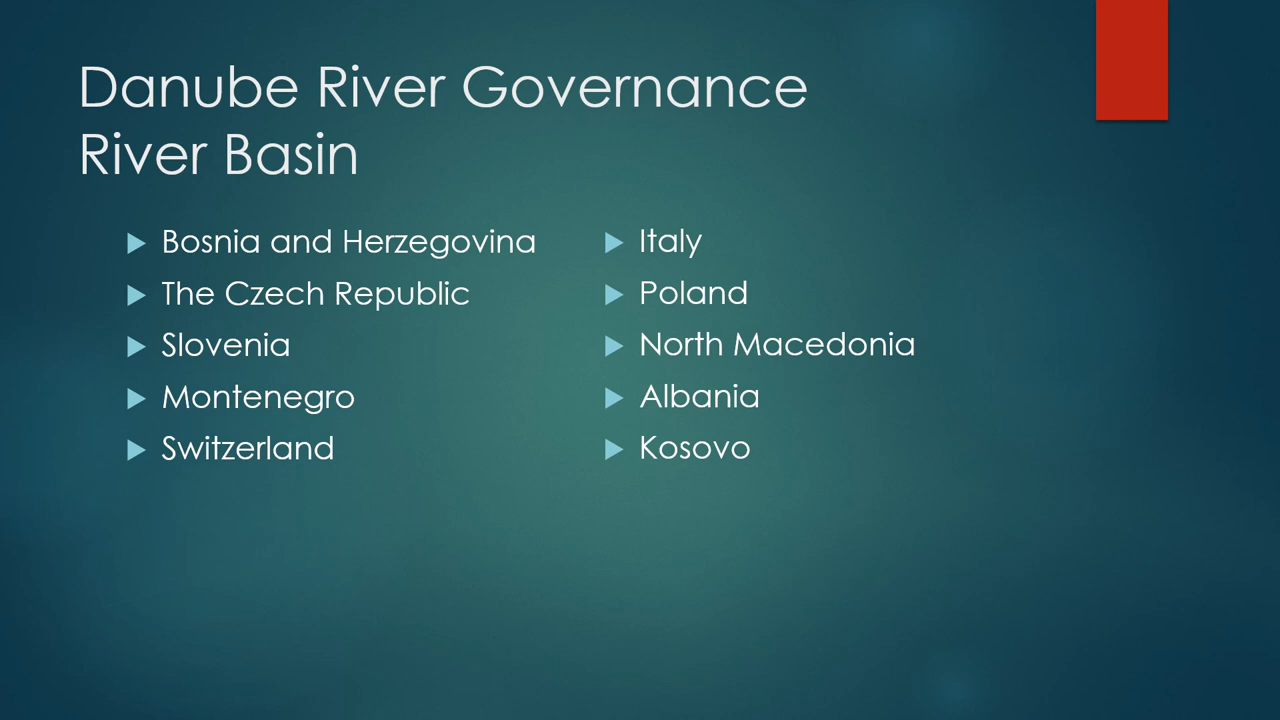 Danube River Governance
River Basin
Bosnia and Herzegovina
The Czech Republic
Slovenia
Montenegro
Switzerland
Italy
Poland
North Macedonia
Albania
Kosovo